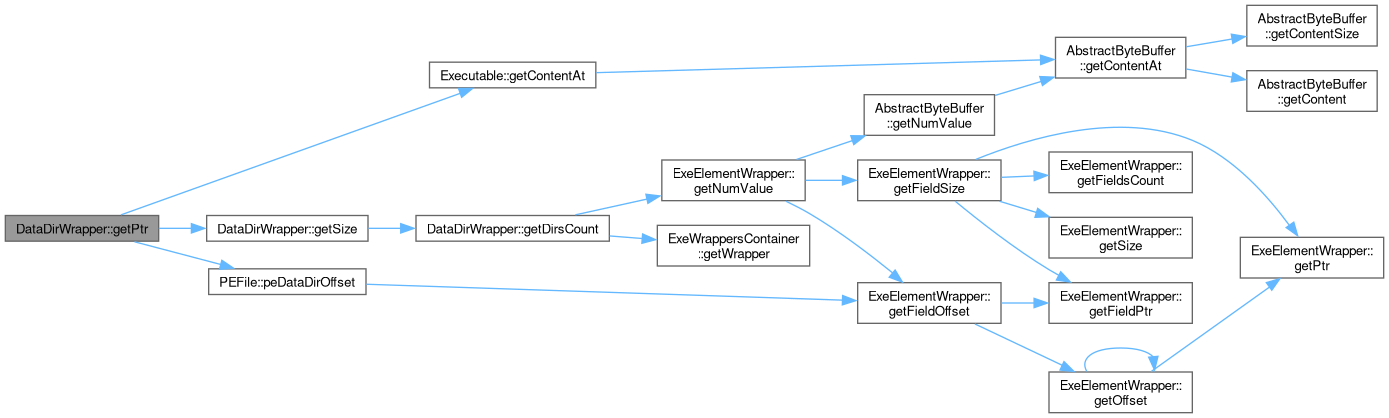 DataDirWrapper::getPtr
Executable::getContentAt
DataDirWrapper::getSize
PEFile::peDataDirOffset
DataDirWrapper::getDirsCount
ExeElementWrapper::
getNumValue
ExeWrappersContainer
::getWrapper
AbstractByteBuffer
::getNumValue
ExeElementWrapper::
getFieldSize
ExeElementWrapper::
getFieldOffset
AbstractByteBuffer
::getContentAt
ExeElementWrapper::
getFieldsCount
ExeElementWrapper::
getSize
ExeElementWrapper::
getFieldPtr
ExeElementWrapper::
getOffset
AbstractByteBuffer
::getContentSize
AbstractByteBuffer
::getContent
ExeElementWrapper::
getPtr